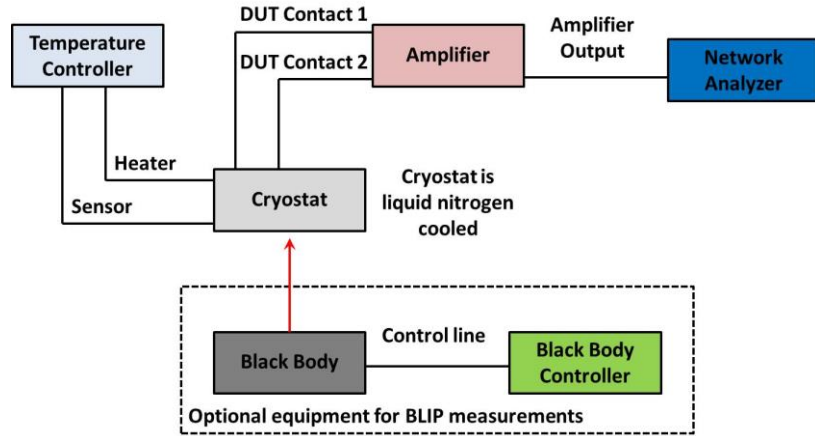 DUT Contact 1
Temperature
Controller
DUT Contact 2
Amplifier
Amplifier
Output
Network
Analyzer
Heater
Sensor
Cryostat
Cryostat is
liquid nitrogen
cooled
Black Body
Control line
Black Body
Controller
Optional equipment for BLIP measurements